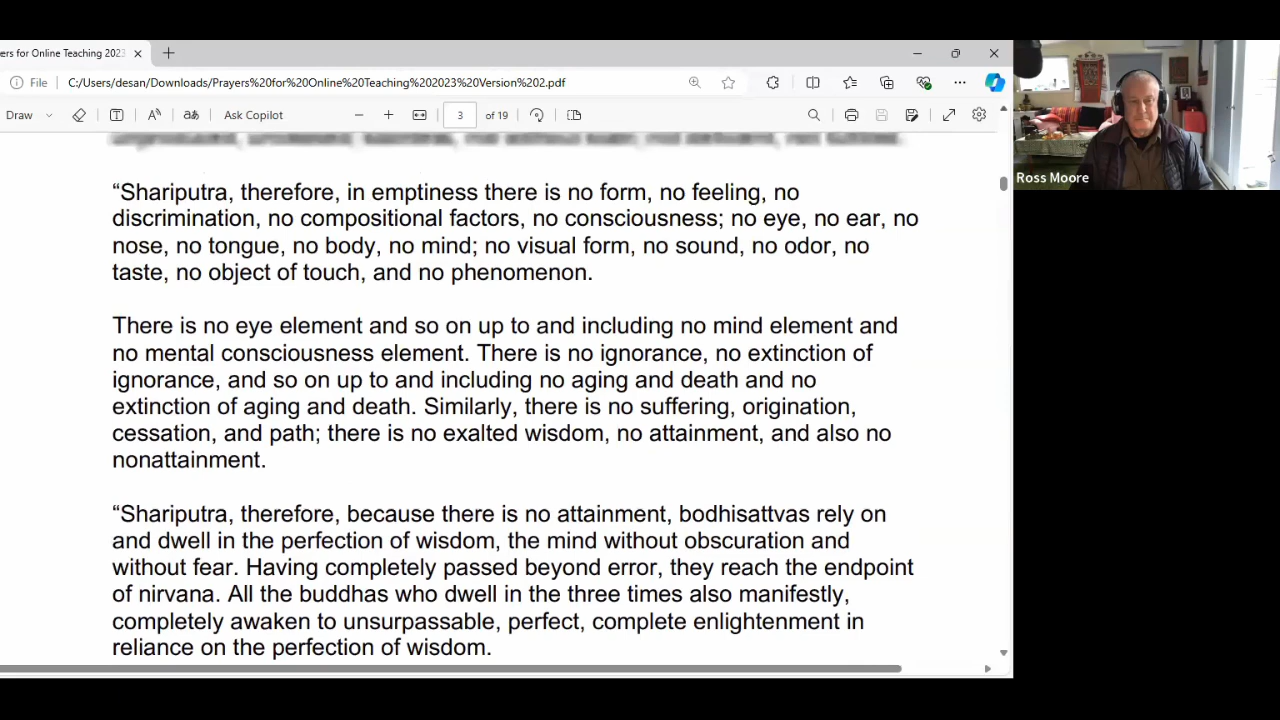 ers for Online Teaching 2023
File C:/Users/desan/Downloads/Prayers%20for%20Online%20Teaching%202023%20Version%202.pdf
Draw Ask Copilot 3 of 19
“Shariputra, therefore, in emptiness there is no form, no feeling, no
discrimination, no compositional factors, no consciousness; no eye, no ear, no
nose, no tongue, no body, no mind; no visual form, no sound, no odor, no
taste, no object of touch, and no phenomenon.
There is no eye element and so on up to and including no mind element and
no mental consciousness element. There is no ignorance, no extinction of
ignorance, and so on up to and including no aging and death and no
extinction of aging and death. Similarly, there is no suffering, origination,
cessation, and path; there is no exalted wisdom, no attainment, and also no
nonattainment.
“Shariputra, therefore, because there is no attainment, bodhisattvas rely on
and dwell in the perfection of wisdom, the mind without obscuration and
without fear. Having completely passed beyond error, they reach the endpoint
of nirvana. All the buddhas who dwell in the three times also manifestly,
completely awaken to unsurpassable, perfect, complete enlightenment in
reliance on the perfection of wisdom.
Ross Moore